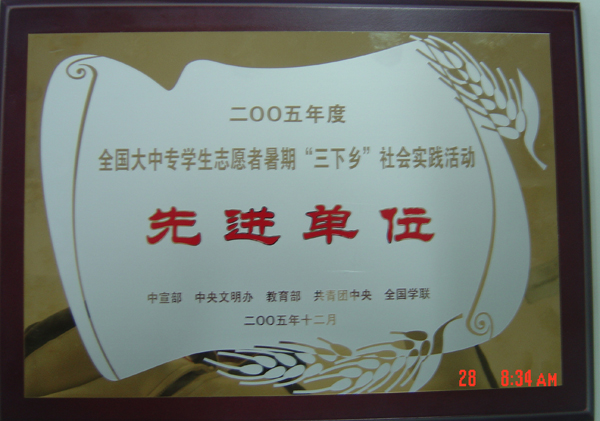 二OO五年度
全国大中专学生志愿者暑期“三下乡”社会实践活动
先进单位
中宣部 中央文明办 教育部 共青团中央 全国学联
二OO五年十二月
28 8:34AM